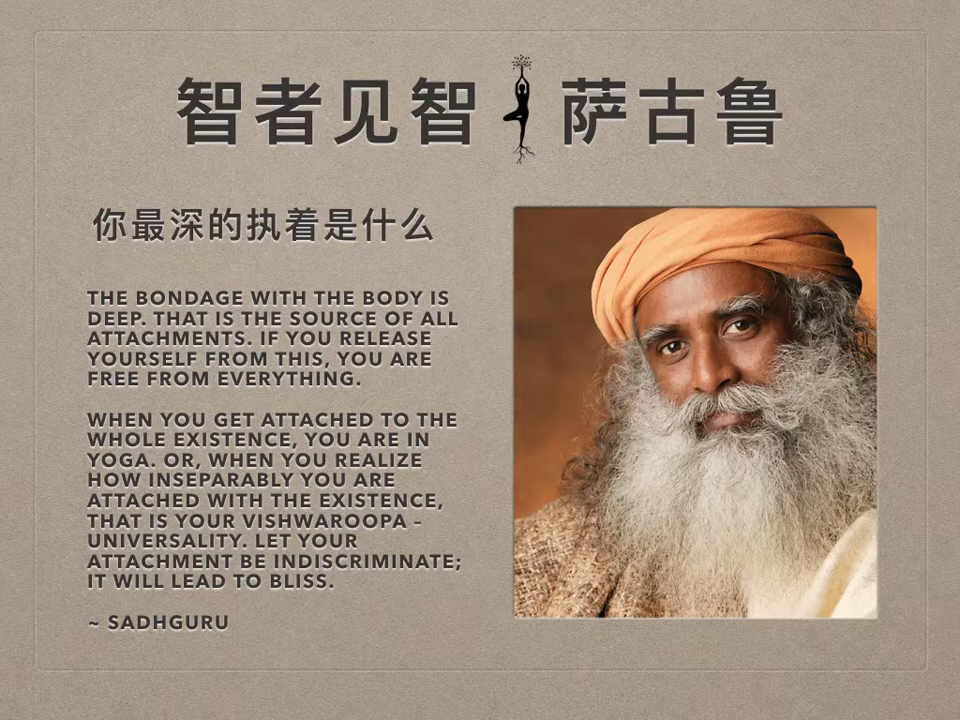 智者见智 萨古鲁
你最深的执着是什么
THE BONDAGE WITH THE BODY IS
DEEP. THAT IS THE SOURCE OF ALL
ATTACHMENTS. IF YOU RELEASE
YOURSELF FROM THIS, YOU ARE
FREE FROM EVERYTHING.
WHEN YOU GET ATTACHED TO THE
WHOLE EXISTENCE, YOU ARE IN
YOGA. OR, WHEN YOU REALIZE
HOW INSEPARABLY YOU ARE
ATTACHED WITH THE EXISTENCE,
THAT IS YOUR VISHWAROOPA –
UNIVERSALITY. LET YOUR
ATTACHMENT BE INDISCRIMINATE;
IT WILL LEAD TO BLISS.
~ SADHGURU